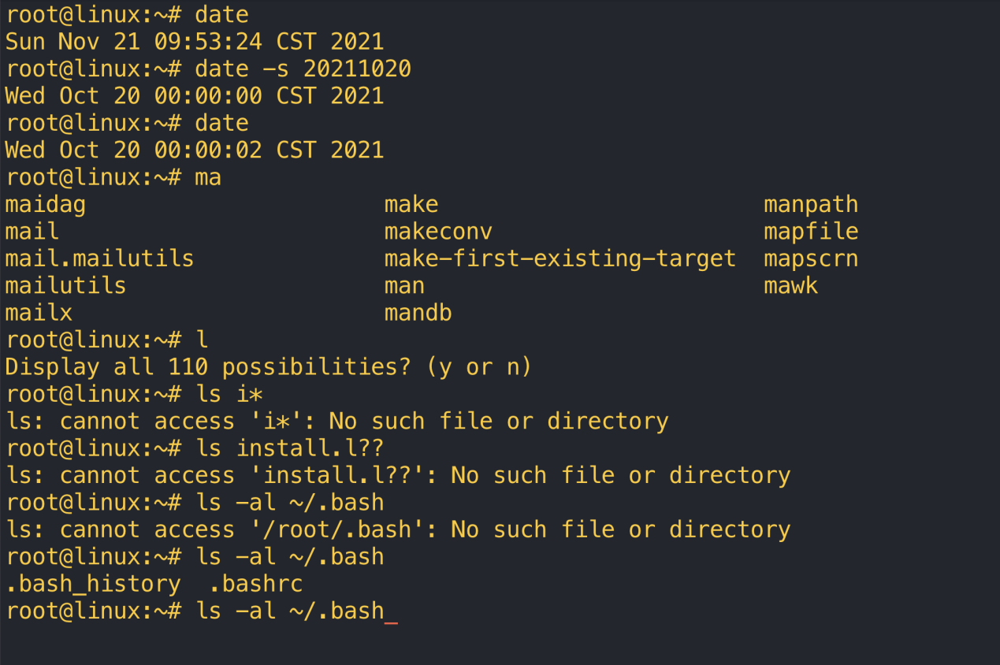 root@linux:~# date
Sun Nov 21 09:53:24 CST 2021
root@linux:~# date -s 20211020
Wed Oct 20 00:00:00 CST 2021
root@linux:~# date
Wed Oct 20 00:00:02 CST 2021
root@linux:~# ma
maidag make manpath
mail makeconv mapfile
mail.mailutils make-first-existing-target mapscrn
mailutils man mawk
mailx mandb
root@linux:~# l
Display all 110 possibilities? (y or n)
root@linux:~# ls i*
ls: cannot access 'i*': No such file or directory
root@linux:~# ls install.l??
ls: cannot access 'install.l??': No such file or directory
root@linux:~# ls -al ~/.bash
ls: cannot access '/root/.bash': No such file or directory
root@linux:~# ls -al ~/.bash
.bash_history .bashrc
root@linux:~# ls -al ~/.bash